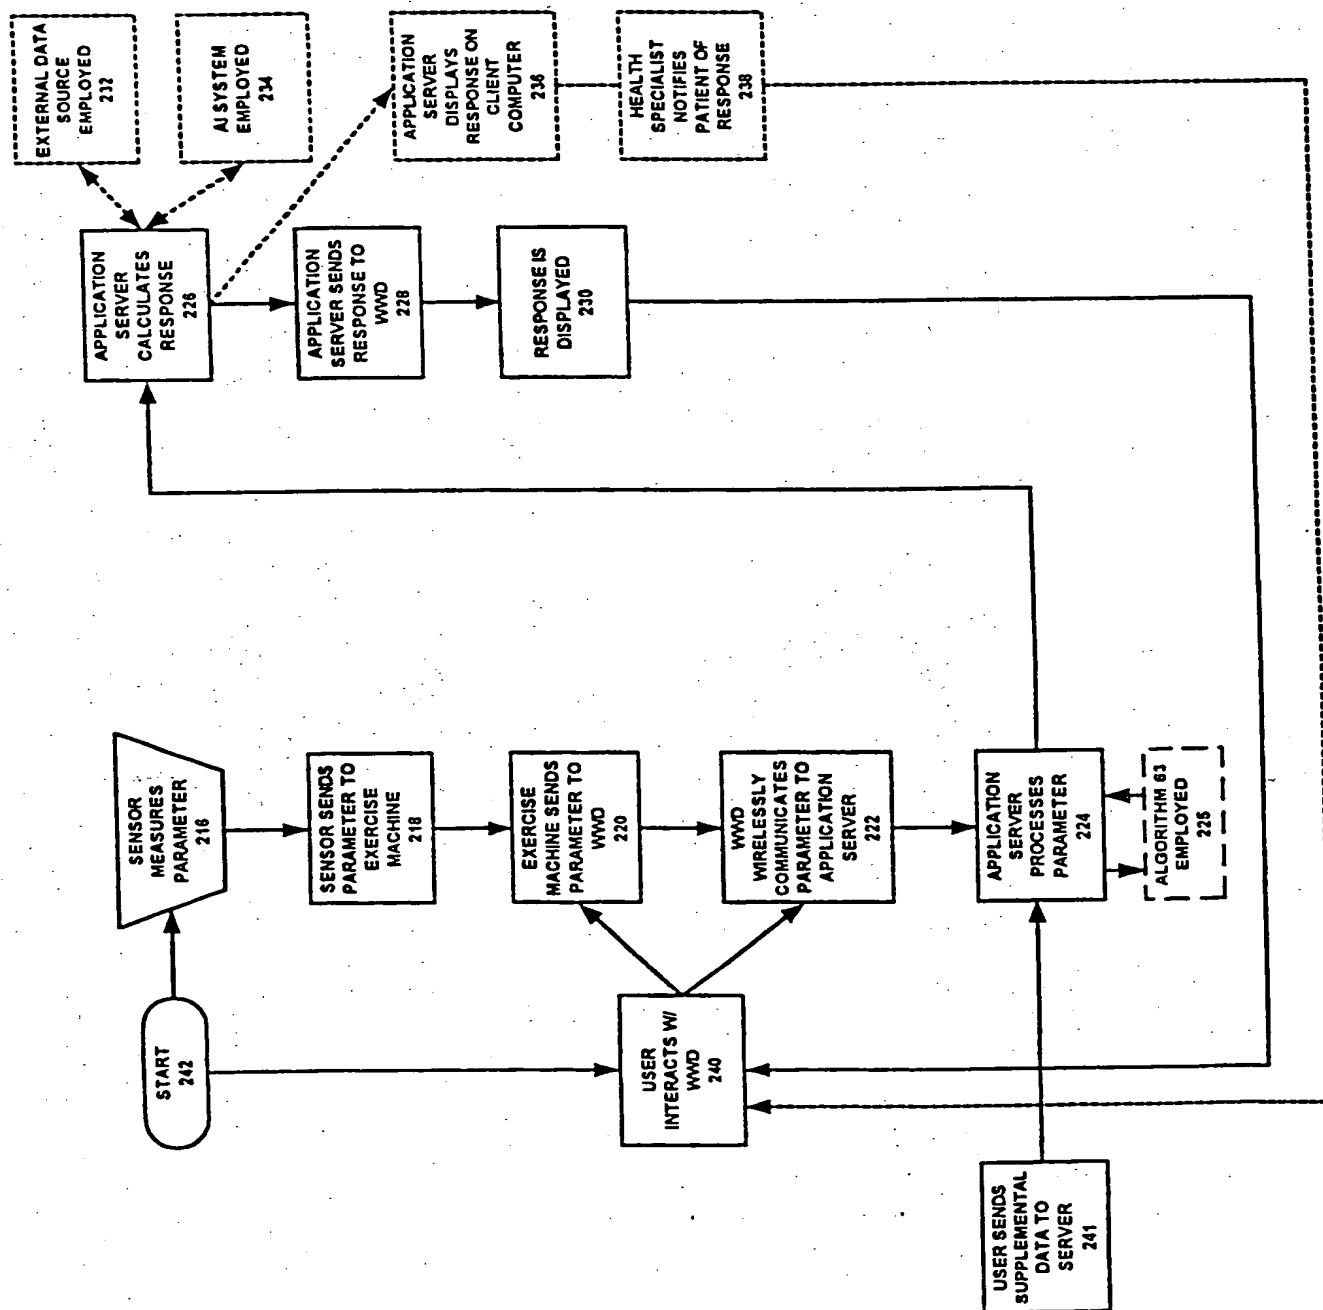 START
242
SENSOR
MEASURES
PARAMETER
216
SENSOR SENDS
PARAMETER TO
EXERCISE
MACHINE
218
EXERCISE
MACHINE SENDS
PARAMETER TO
WWD
220
WWD
WIRELESSLY
COMMUNICATES
PARAMETER TO
APPLICATION
SERVER
222
APPLICATION
SERVER
PROCESSES
PARAMETER
224
ALGORITHM 63
EMPLOYED
225
USER
INTERACTS W/
WWD
240
USER SENDS
SUPPLEMENTAL
DATA TO
SERVER
241
APPLICATION
SERVER
CALCULATES
RESPONSE
226
APPLICATION
SERVER SENDS
RESPONSE TO
WWD
228
RESPONSE IS
DISPLAYED
230
EXTERNAL DATA
SOURCE
EMPLOYED
232
AI SYSTEM
EMPLOYED
234
APPLICATION
SERVER
DISPLAYS
RESPONSE ON
CLIENT
COMPUTER
236
HEALTH
SPECIALIST
NOTIFIES
PATIENT OF
RESPONSE
238